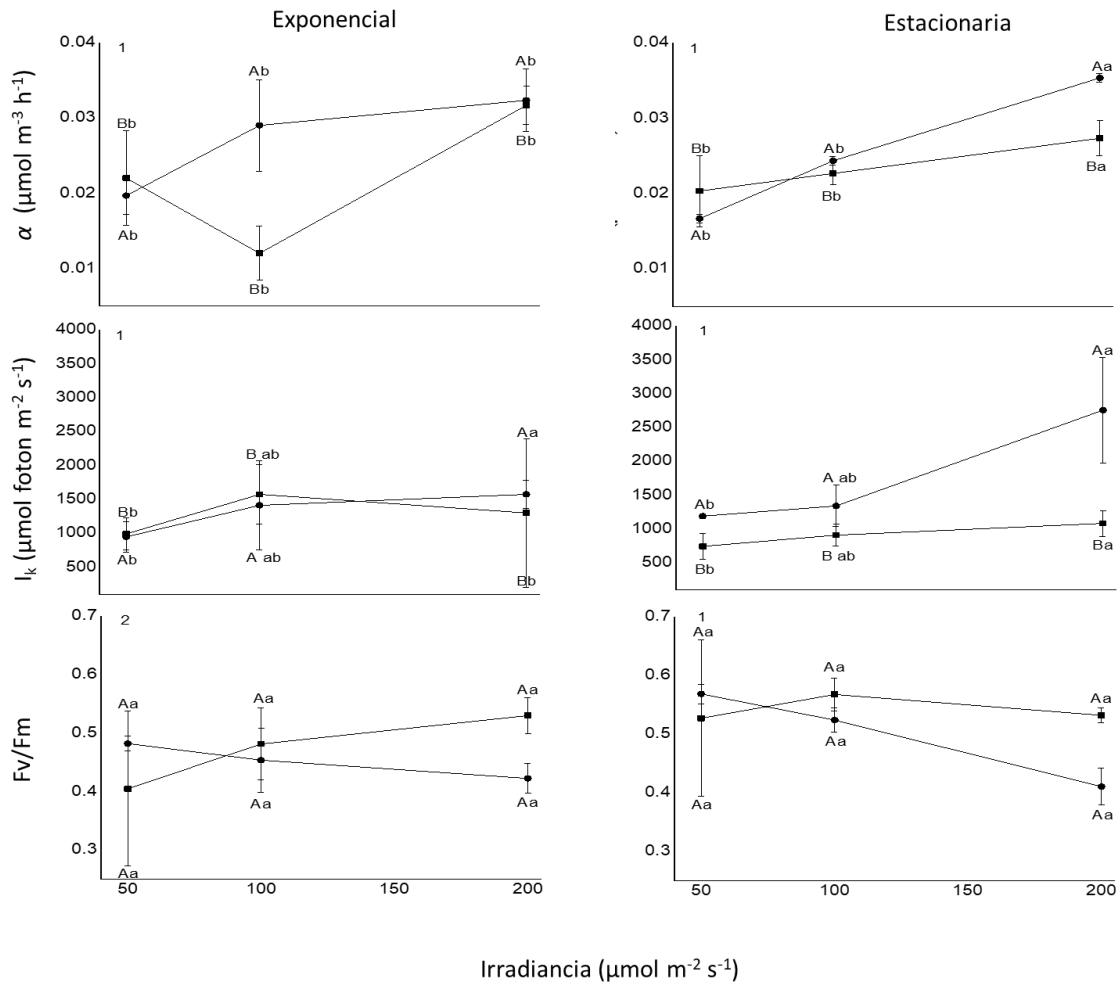 Exponencial
Estacionaria
α (µmol m⁻³ h⁻¹)
0.04
0.03
0.02
0.01
1
Bb
Ab
Ab
Bb
Ab
Bb
0.04
0.03
0.02
0.01
1
Bb
Ab
Ab
Bb
Aa
Ba
Iₖ (µmol foton m⁻² s⁻¹)
4000
3500
3000
2500
2000
1500
1000
500
1
Bb
Ab
B ab
A ab
Aa
Bb
4000
3500
3000
2500
2000
1500
1000
500
1
Ab
Bb
A ab
B ab
Aa
Ba
Fv/Fm
0.7
0.6
0.5
0.4
0.3
2
Aa
Aa
Aa
Aa
Aa
Aa
50 100 150 200
0.7
0.6
0.5
0.4
0.3
1
Aa
Aa
Aa
Aa
Aa
Aa
50 100 150 200
Irradiancia (µmol m⁻² s⁻¹)